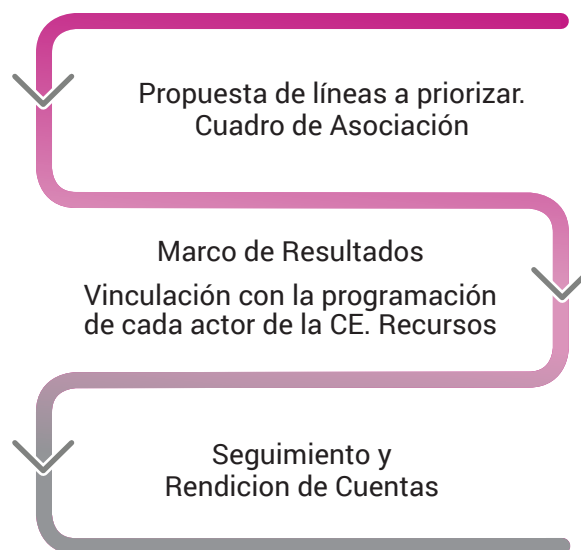 Propuesta de líneas a priorizar.
Cuadro de Asociación
Marco de Resultados
Vinculación con la programación
de cada actor de la CE. Recursos
Seguimiento y
Rendicion de Cuentas